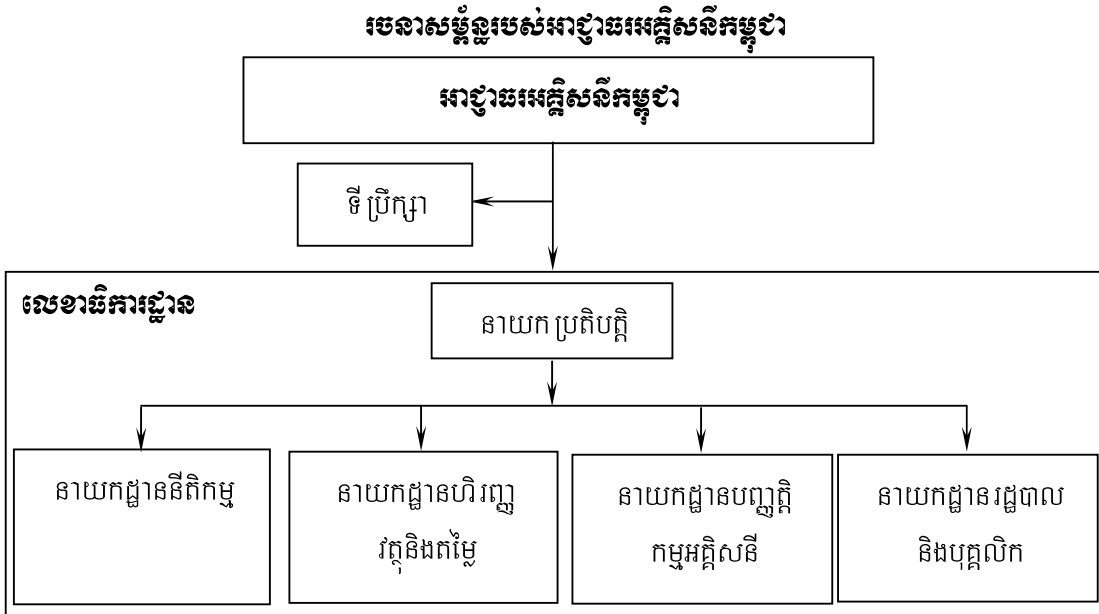 រចនាសម្ព័ន្ធរបស់អាជ្ញាធរអគ្គិសនីកម្ពុជា
អាជ្ញាធរអគ្គិសនីកម្ពុជា
ទីប្រឹក្សា
លេខាធិការដ្ឋាន
នាយកប្រតិបត្តិ
នាយកដ្ឋាននីតិកម្ម
នាយកដ្ឋានហិរញ្ញ
វត្ថុនិងតម្លៃ
នាយកដ្ឋានបញ្ញត្តិ
កម្មអគ្គិសនី
នាយកដ្ឋានរដ្ឋបាល
និងបុគ្គលិក